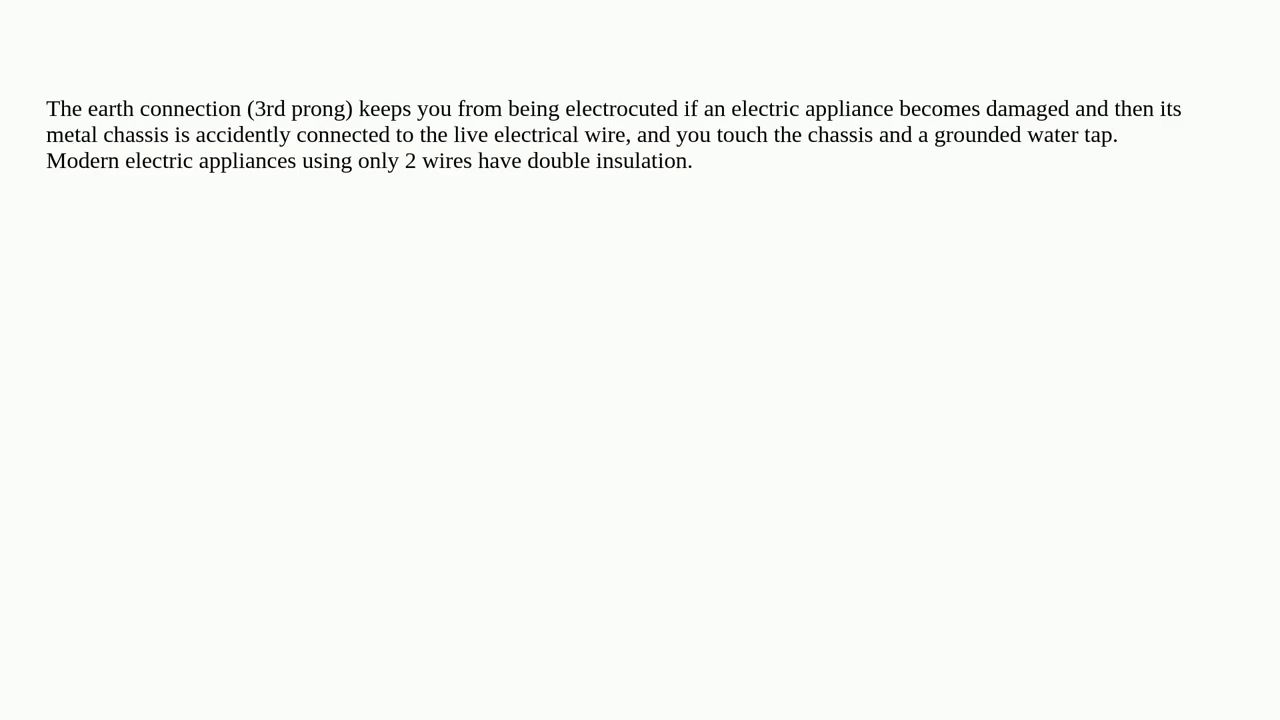 The earth connection (3rd prong) keeps you from being electrocuted if an electric appliance becomes damaged and then its
metal chassis is accidently connected to the live electrical wire, and you touch the chassis and a grounded water tap.
Modern electric appliances using only 2 wires have double insulation.